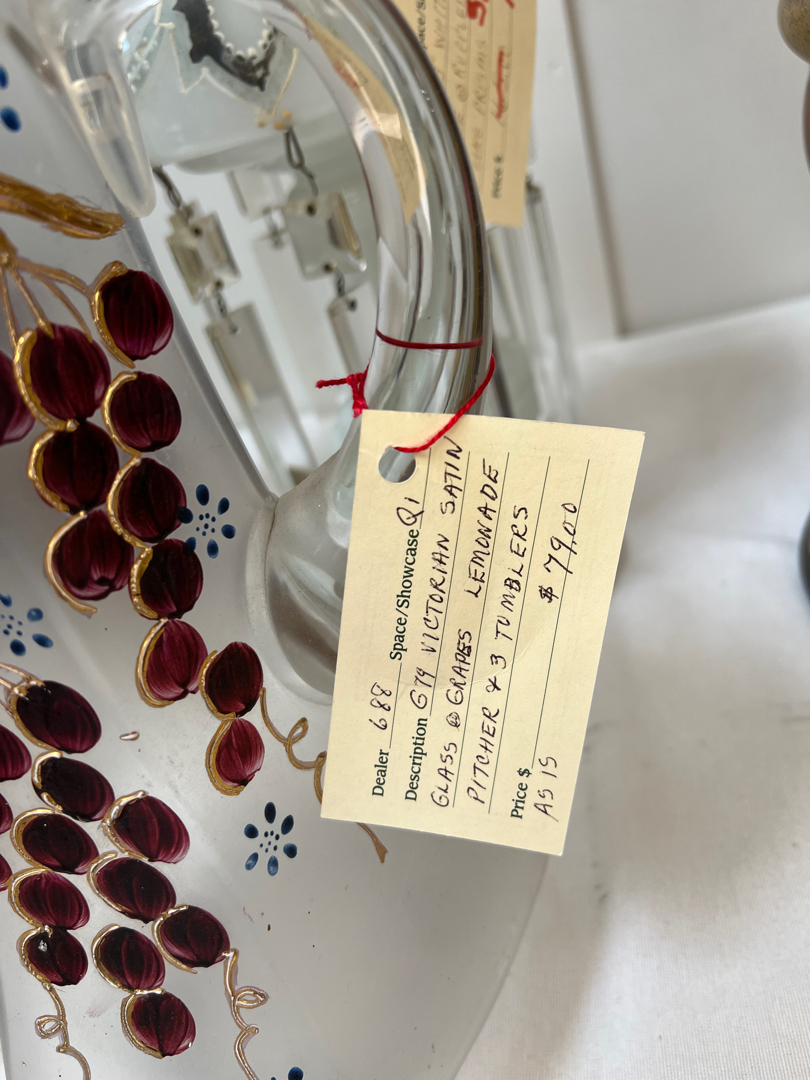 Dealer 688 Space/Showcase Q1
Description G79 VICTORIAN SATIN
GLASS @ GRAPES LEMONADE
PITCHER & 3 TUMBLERS
Price $ $ 79.00
AS IS
Price $